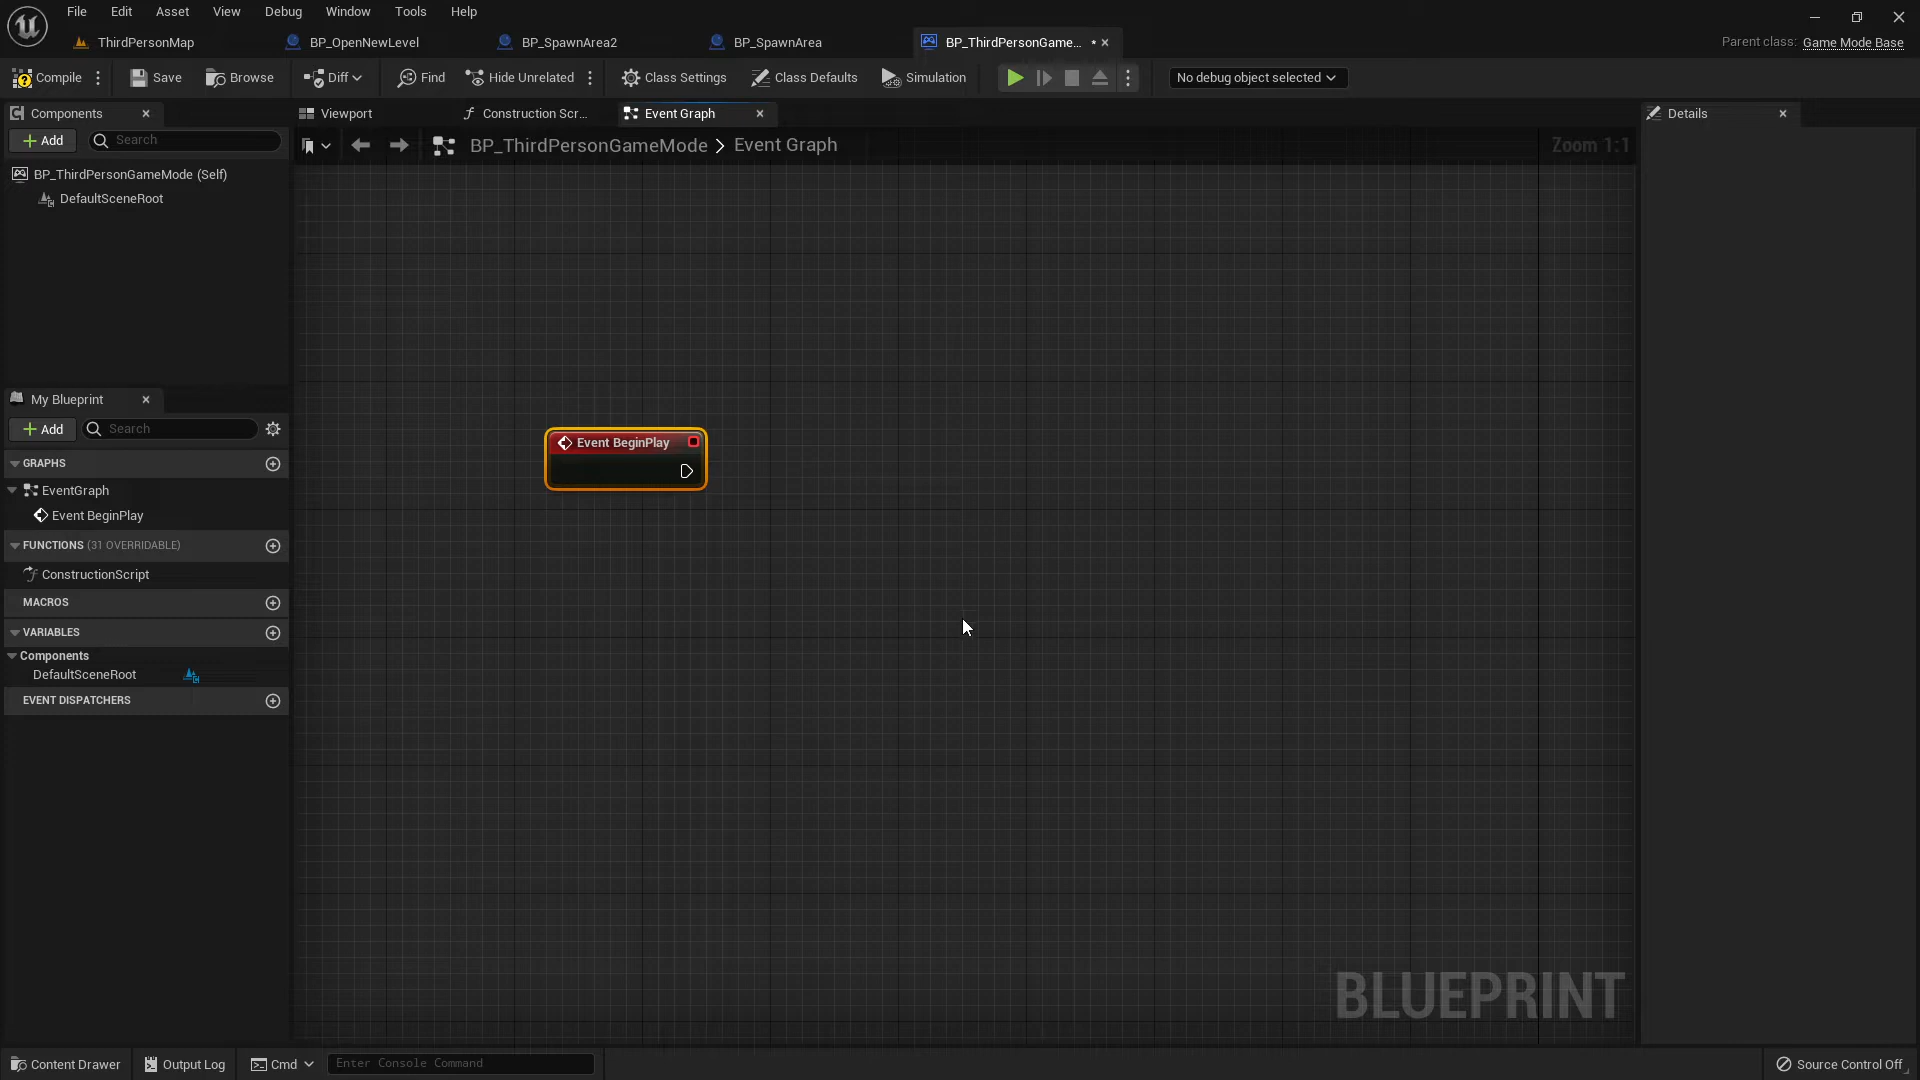 File Edit Asset View Debug Window Tools Help
ThirdPersonMap BP_OpenNewLevel BP_SpawnArea2 BP_SpawnArea BP_ThirdPersonGame... •
Parent class: Game Mode Base
Compile Save Browse Diff Find Hide Unrelated Class Settings Class Defaults Simulation No debug object selected
Components
Viewport Construction Scr... Event Graph
Details
Add Search
BP_ThirdPersonGameMode > Event Graph
Zoom 1:1
BP_ThirdPersonGameMode (Self)
DefaultSceneRoot
My Blueprint
Add Search
GRAPHS
EventGraph
Event BeginPlay
FUNCTIONS (31 OVERRIDABLE)
ConstructionScript
MACROS
VARIABLES
Components
DefaultSceneRoot
EVENT DISPATCHERS
Event BeginPlay
BLUEPRINT
Content Drawer Output Log Cmd Enter Console Command
Source Control Off